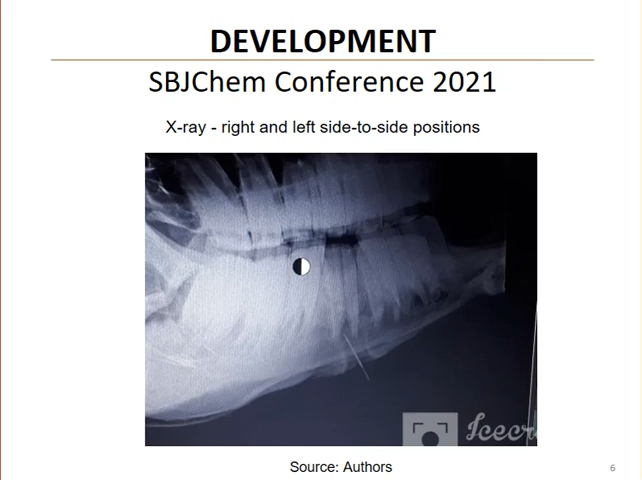 DEVELOPMENT
SBJChem Conference 2021
X-ray - right and left side-to-side positions
Source: Authors
6